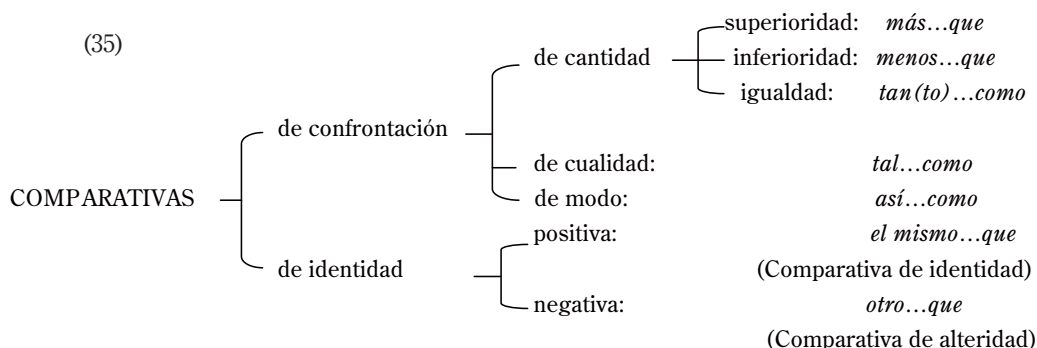 (35)
superioridad: más…que
de cantidad inferioridad: menos…que
igualdad: tan(to)…como
de confrontación
de cualidad: tal…como
COMPARATIVAS de modo: así…como
positiva: el mismo…que
de identidad (Comparativa de identidad)
negativa: otro…que
(Comparativa de alteridad)